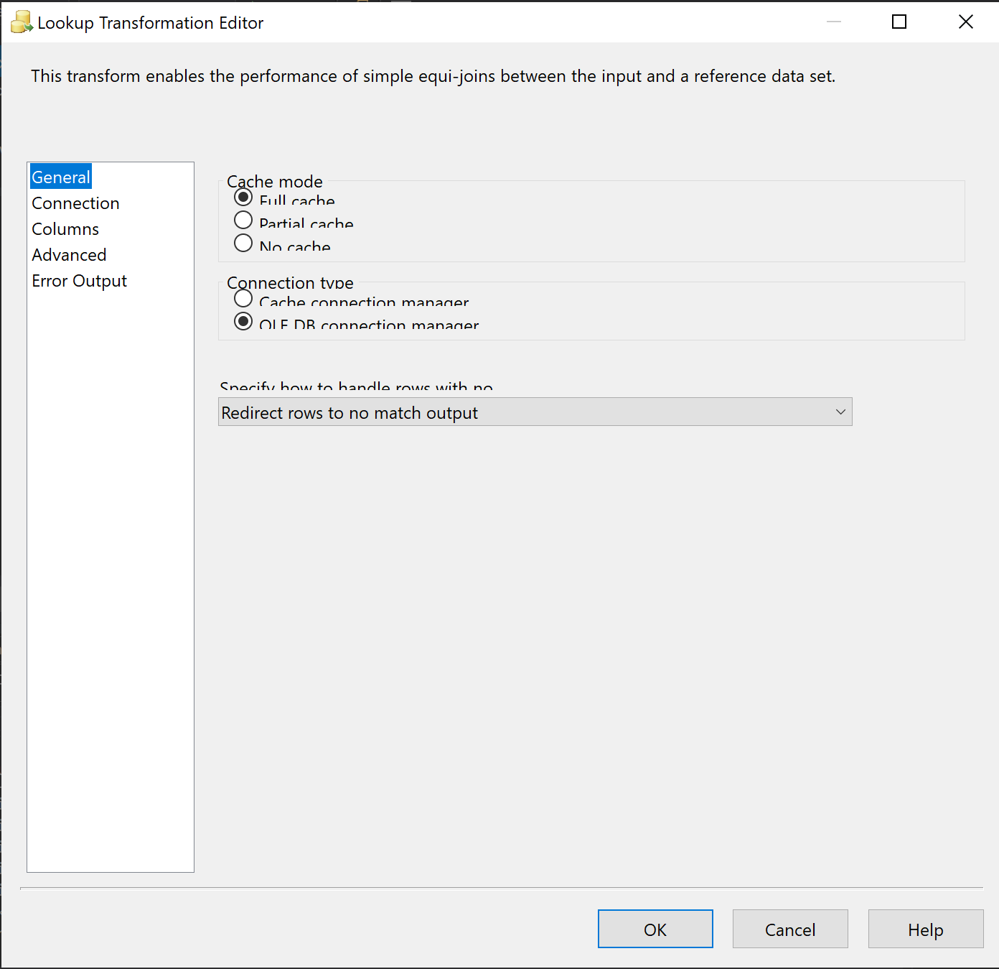 Lookup Transformation Editor
This transform enables the performance of simple equi-joins between the input and a reference data set.
General
Connection
Columns
Advanced
Error Output
Cache mode
Full cache
Partial cache
No cache
Connection type
Cache connection manager
OLE DB connection manager
Specify how to handle rows with no
Redirect rows to no match output
OK
Cancel
Help